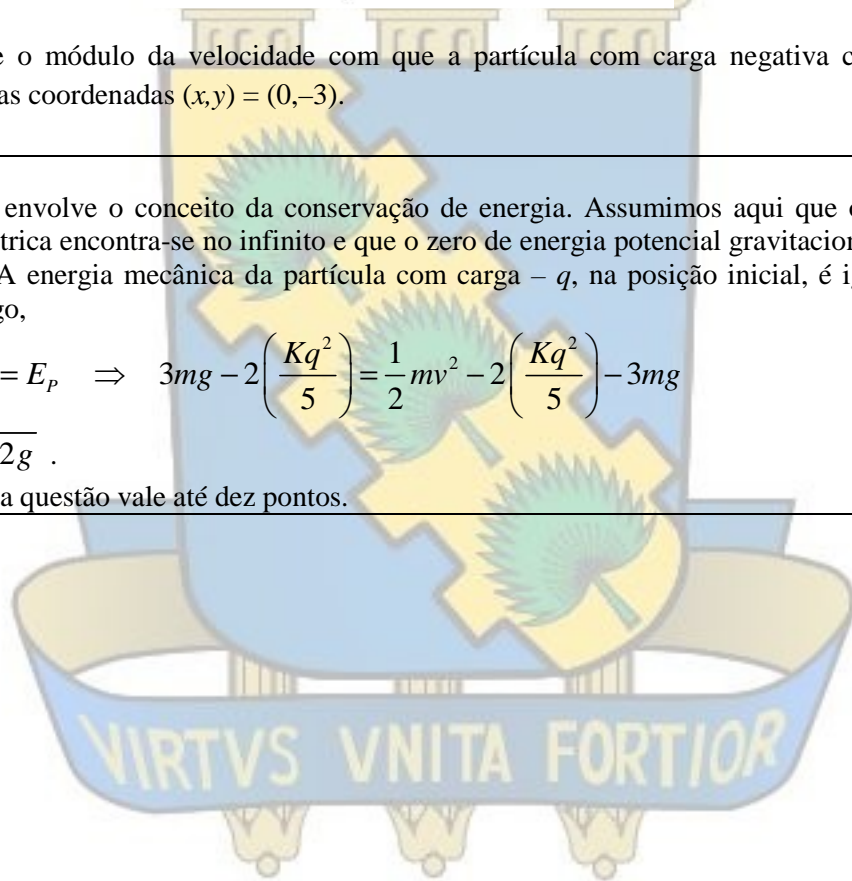 e o módulo da velocidade com que a partícula com carga negativa c
as coordenadas (x,y) = (0,–3).
envolve o conceito da conservação de energia. Assumimos aqui que
trica encontra-se no infinito e que o zero de energia potencial gravitacion
A energia mecânica da partícula com carga – q, na posição inicial, é ig
go,
= E_P ⇒ 3mg − 2(Kq²/5) = 1/2 mv² − 2(Kq²/5) − 3mg
2g .
a questão vale até dez pontos.
VIRTVS VNITA FORTIOR